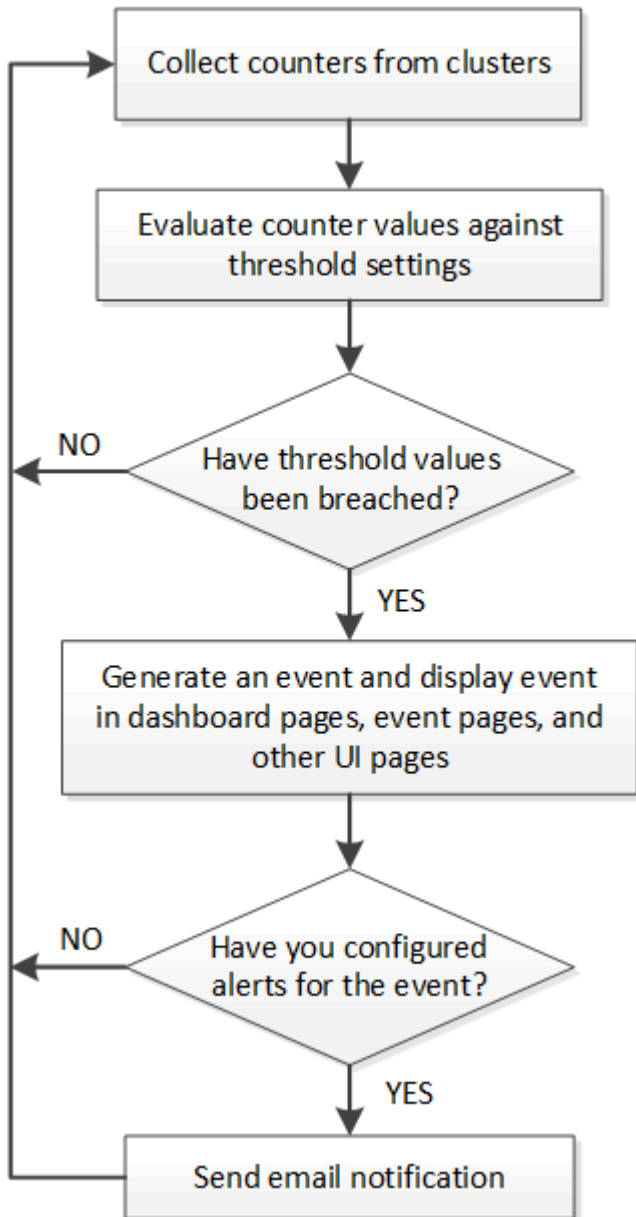 Collect counters from clusters
Evaluate counter values against
threshold settings
NO
Have threshold values
been breached?
YES
Generate an event and display event
in dashboard pages, event pages, and
other UI pages
NO
Have you configured
alerts for the event?
YES
Send email notification